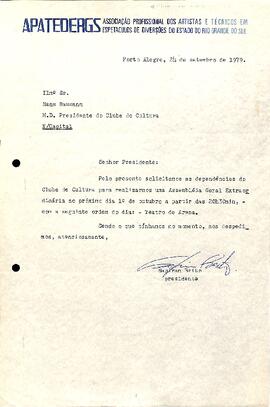 APATEDERGS ASSOCIAÇÃO PROFISSIONAL DOS ARTISTAS E TÉCNICOS EM
ESPETÁCULOS DE DIVERSÕES DO ESTADO DO RIO GRANDE DO SUL
Porto Alegre, 24 de setembro de 1979.
Ilmº Sr.
Hans Baumann
M.D. Presidente do Clube de Cultura
N/Capital
Senhor Presidente:
Pelo presente solicitamos as dependências do
Clube de Cultura para realizarmos uma Assembléia Geral Extraor
dinária no próximo dia 1º de outubro a partir das 20h30min, -
com a seguinte ordem do dia: - Teatro de Arena.
Sendo o que tínhamos no momento, nos despedi
mos, atenciosamente,
Brito
presidente